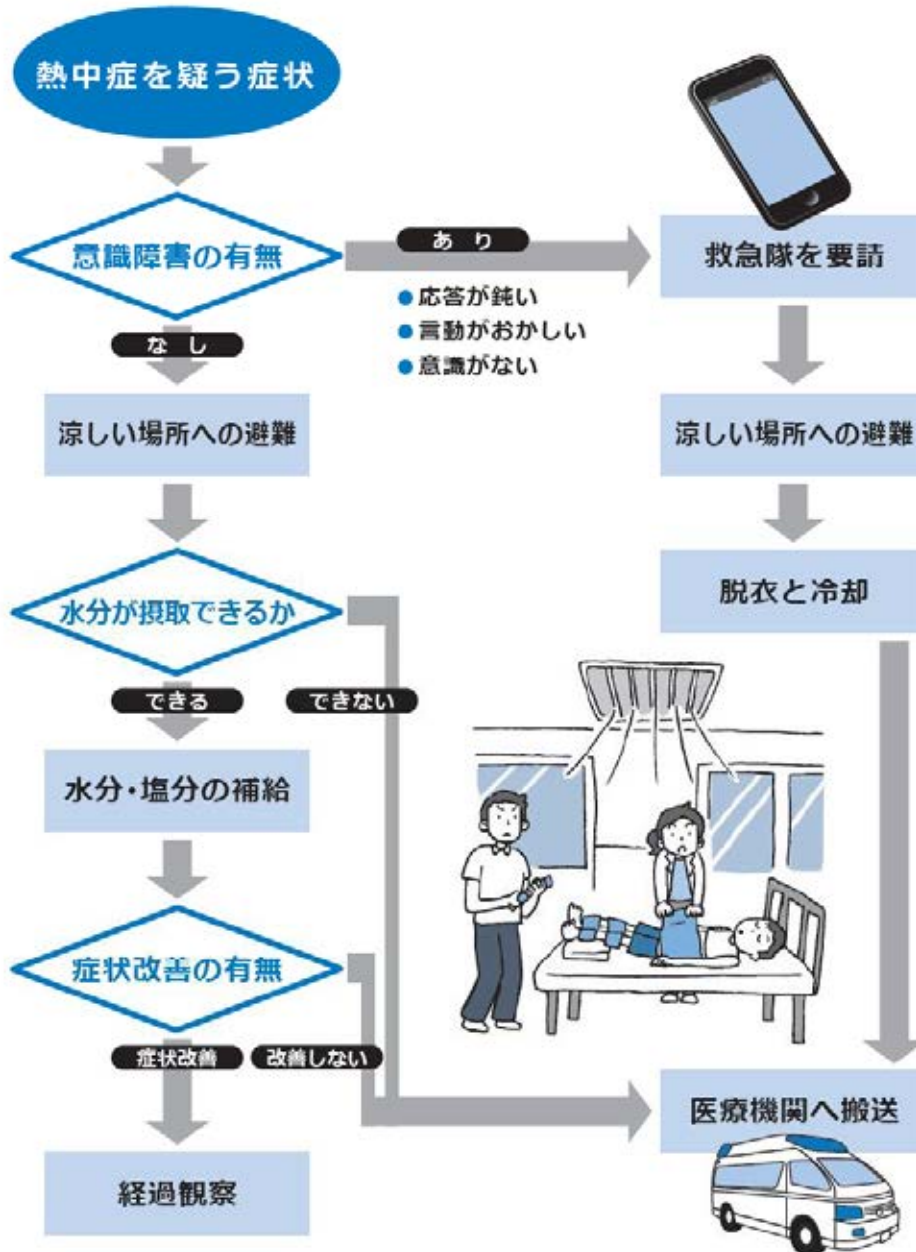 熱中症を疑う症状
意識障害の有無
あり
救急隊を要請
●応答が鈍い
●言動がおかしい
●意識がない
なし
涼しい場所への避難
涼しい場所への避難
水分が摂取できるか
脱衣と冷却
できる
できない
水分・塩分の補給
症状改善の有無
症状改善
改善しない
医療機関へ搬送
経過観察